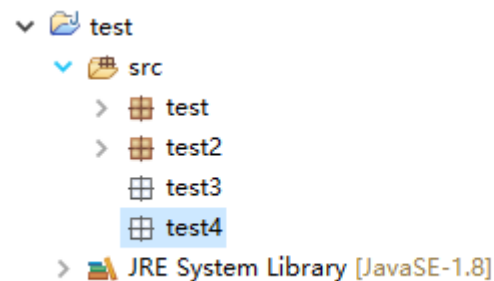 test
src
test
test2
test3
test4
JRE System Library [JavaSE-1.8]